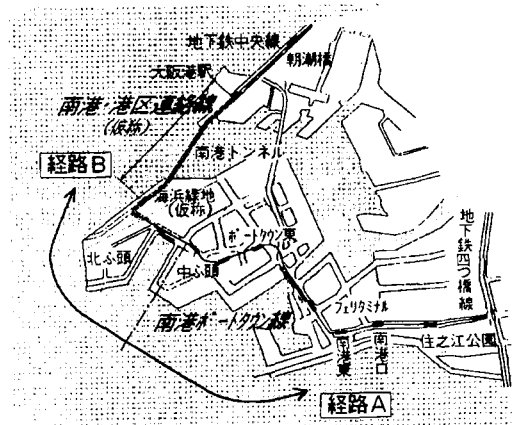 地下鉄中央線
朝潮橋
大阪港駅
南港・港区連絡線
(仮称)
南港トンネル
経路B
海浜緑地
(仮称)
ポートタウン東
北ふ頭
中ふ頭
地下鉄四つ橋線
フェリターミナル
南港ポートタウン線
南港東
南港口
住之江公園
経路A